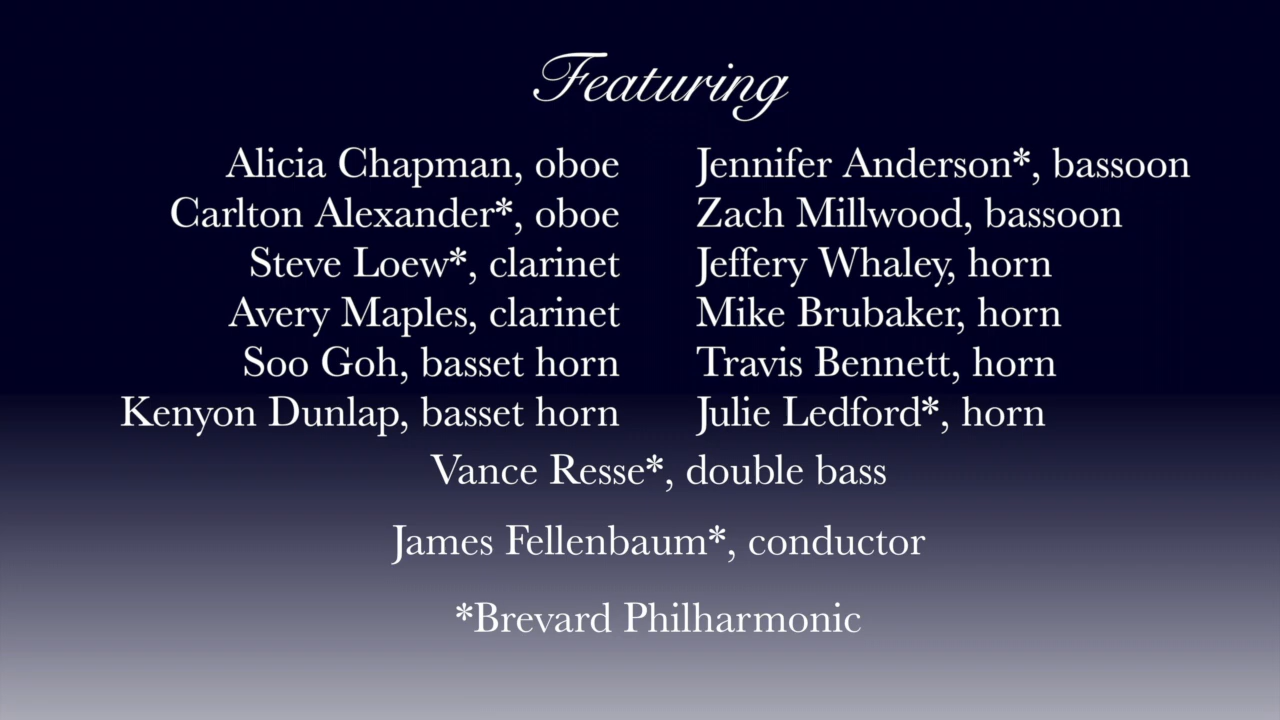 Featuring
Alicia Chapman, oboe
Carlton Alexander*, oboe
Steve Loew*, clarinet
Avery Maples, clarinet
Soo Goh, basset horn
Kenyon Dunlap, basset horn
Jennifer Anderson*, bassoon
Zach Millwood, bassoon
Jeffery Whaley, horn
Mike Brubaker, horn
Travis Bennett, horn
Julie Ledford*, horn
Vance Resse*, double bass
James Fellenbaum*, conductor
*Brevard Philharmonic